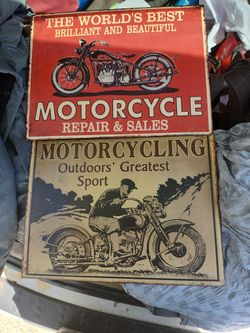 THE WORLD'S BEST
BRILLIANT AND BEAUTIFUL
MOTORCYCLE
REPAIR & SALES
MOTORCYCLING
Outdoors' Greatest
Sport